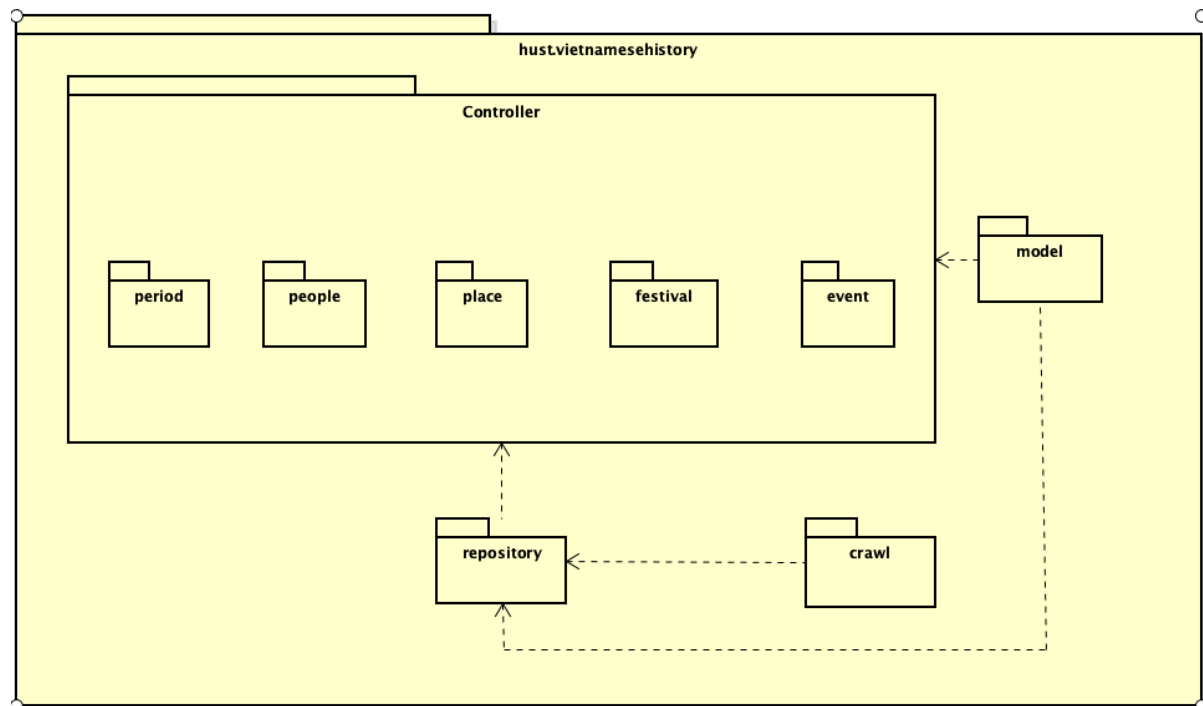 hust.vietnamesehistory
Controller
model
period
people
place
festival
event
repository
crawl